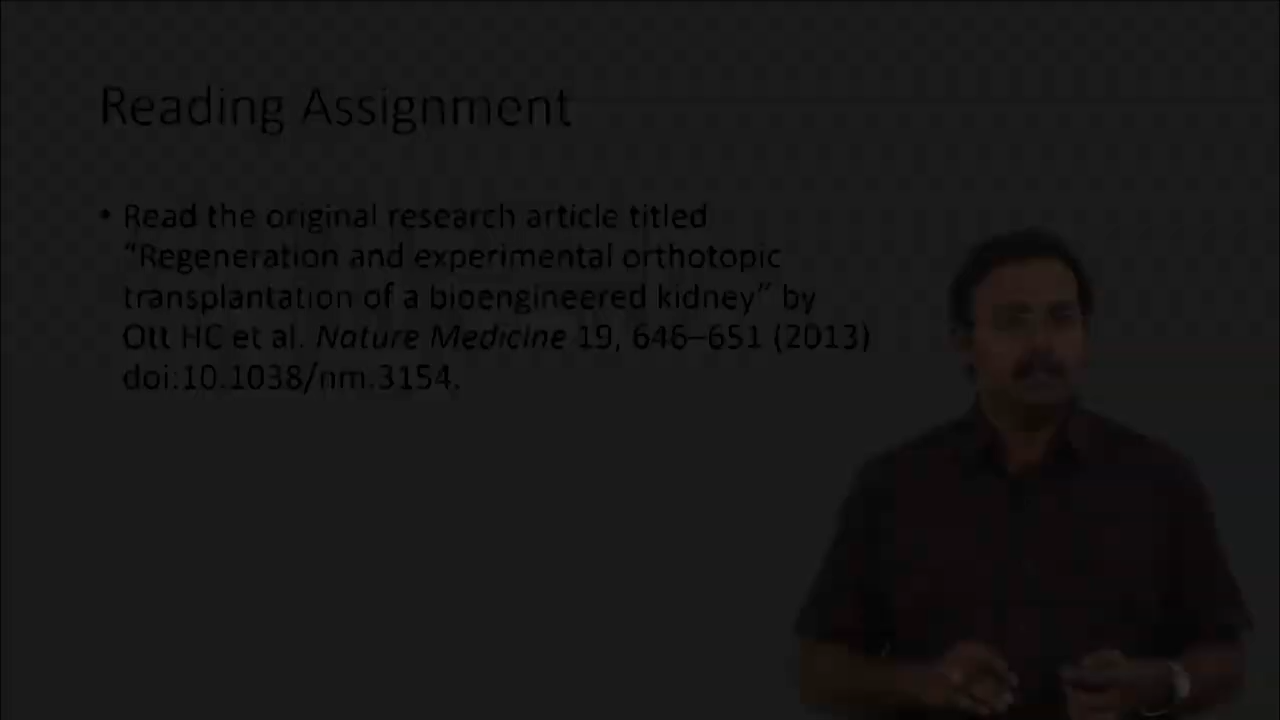 Reading Assignment
• Read the original research article titled
“Regeneration and experimental orthotopic
transplantation of a bioengineered kidney” by
Ott HC et al. Nature Medicine 19, 646–651 (2013)
doi:10.1038/nm.3154.